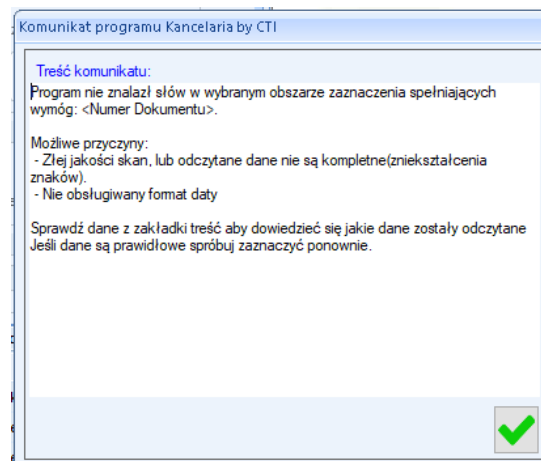 Komunikat programu Kancelaria by CTI
Treść komunikatu:
Program nie znalazł słów w wybranym obszarze zaznaczenia spełniających
wymóg: <Numer Dokumentu>.
Możliwe przyczyny:
- Złej jakości skan, lub odczytane dane nie są kompletne(zniekształcenia
znaków).
- Nie obsługiwany format daty
Sprawdź dane z zakładki treść aby dowiedzieć się jakie dane zostały odczytane
Jeśli dane są prawidłowe spróbuj zaznaczyć ponownie.